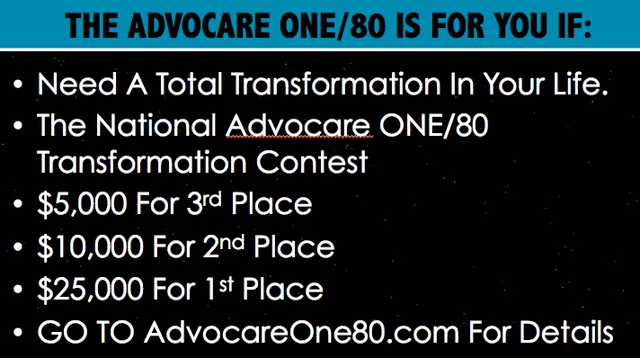 THE ADVOCARE ONE/80 IS FOR YOU IF:
• Need A Total Transformation In Your Life.
• The National Advocare ONE/80
Transformation Contest
• $5,000 For 3rd Place
• $10,000 For 2nd Place
• $25,000 For 1st Place
• GO TO AdvocareOne80.com For Details